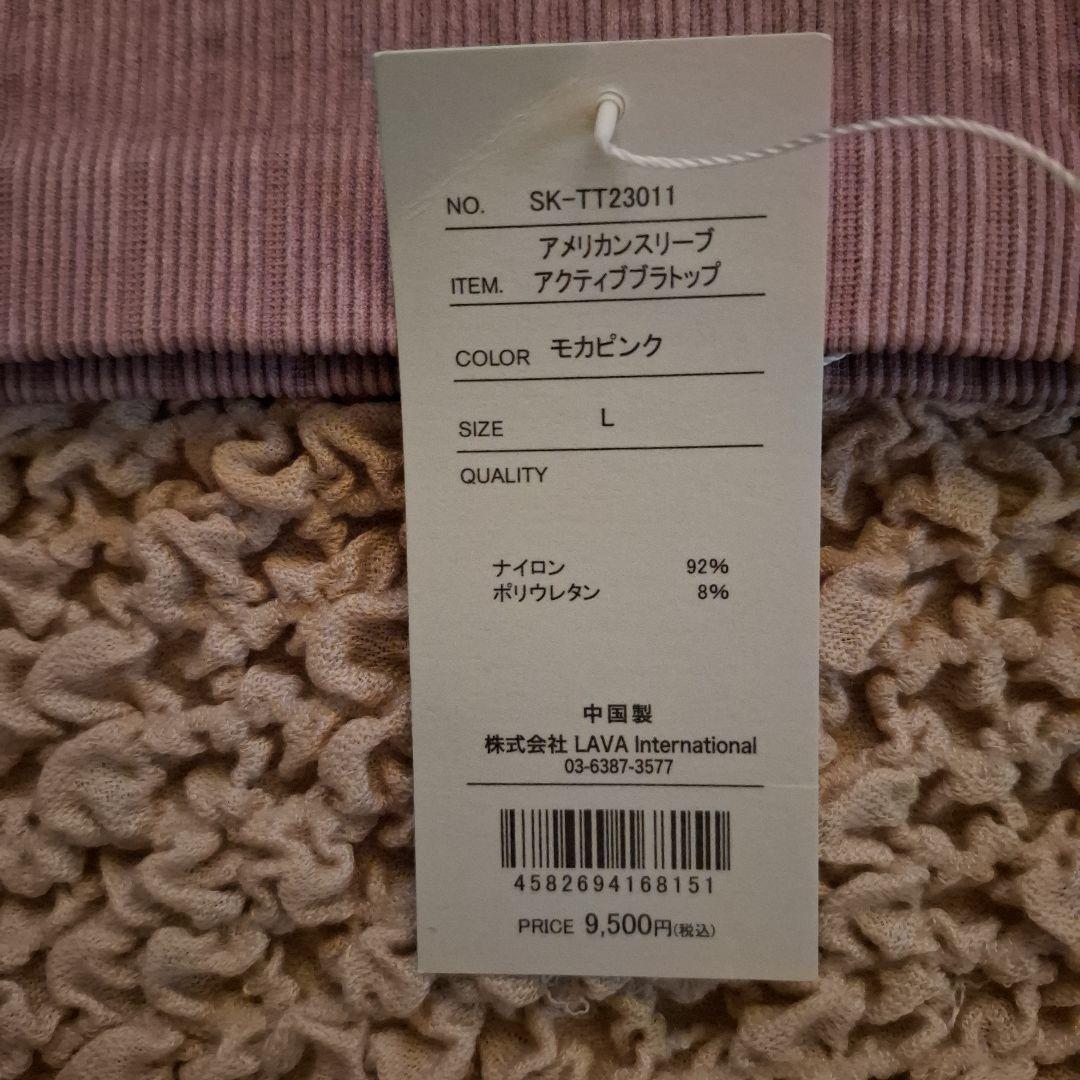 NO. SK-TT23011
アメリカンスリーブ
ITEM. アクティブブラトップ
COLOR モカピンク
SIZE L
QUALITY
ナイロン 92%
ポリウレタン 8%
中国製
株式会社 LAVA International
03-6387-3577
4582694168151
PRICE 9,500円(税込)